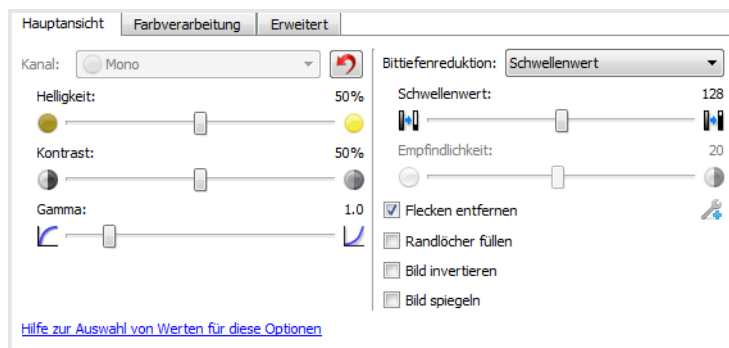 Hauptansicht
Farbverarbeitung
Erweitert
Kanal:
Mono
Helligkeit:
50%
Kontrast:
50%
Gamma:
1.0
Bittiefenreduktion:
Schwellenwert
Schwellenwert:
128
Empfindlichkeit:
20
Flecken entfernen
Randlöcher füllen
Bild invertieren
Bild spiegeln
Hilfe zur Auswahl von Werten für diese Optionen